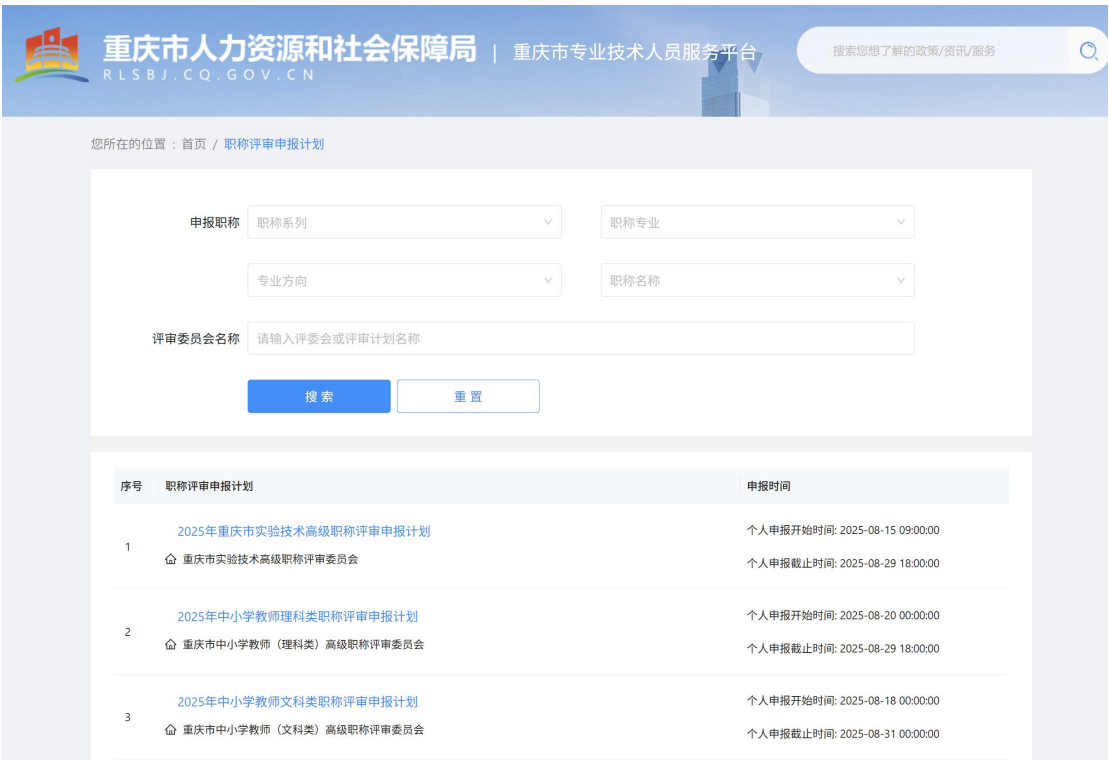 重庆市人力资源和社会保障局 | 重庆市专业技术人员服务平台
RLSBJ.CQ.GOV.CN
搜索您想了解的政策/资讯/服务
您所在的位置 : 首页 / 职称评审申报计划
申报职称 职称系列 职称专业
专业方向 职称名称
评审委员会名称 请输入评委会或评审计划名称
搜 索 重 置
序号 职称评审申报计划 申报时间
1
2025年重庆市实验技术高级职称评审申报计划
重庆市实验技术高级职称评审委员会
个人申报开始时间: 2025-08-15 09:00:00
个人申报截止时间: 2025-08-29 18:00:00
2
2025年中小学教师理科类职称评审申报计划
重庆市中小学教师（理科类）高级职称评审委员会
个人申报开始时间: 2025-08-20 00:00:00
个人申报截止时间: 2025-08-29 18:00:00
3
2025年中小学教师文科类职称评审申报计划
重庆市中小学教师（文科类）高级职称评审委员会
个人申报开始时间: 2025-08-18 00:00:00
个人申报截止时间: 2025-08-31 00:00:00